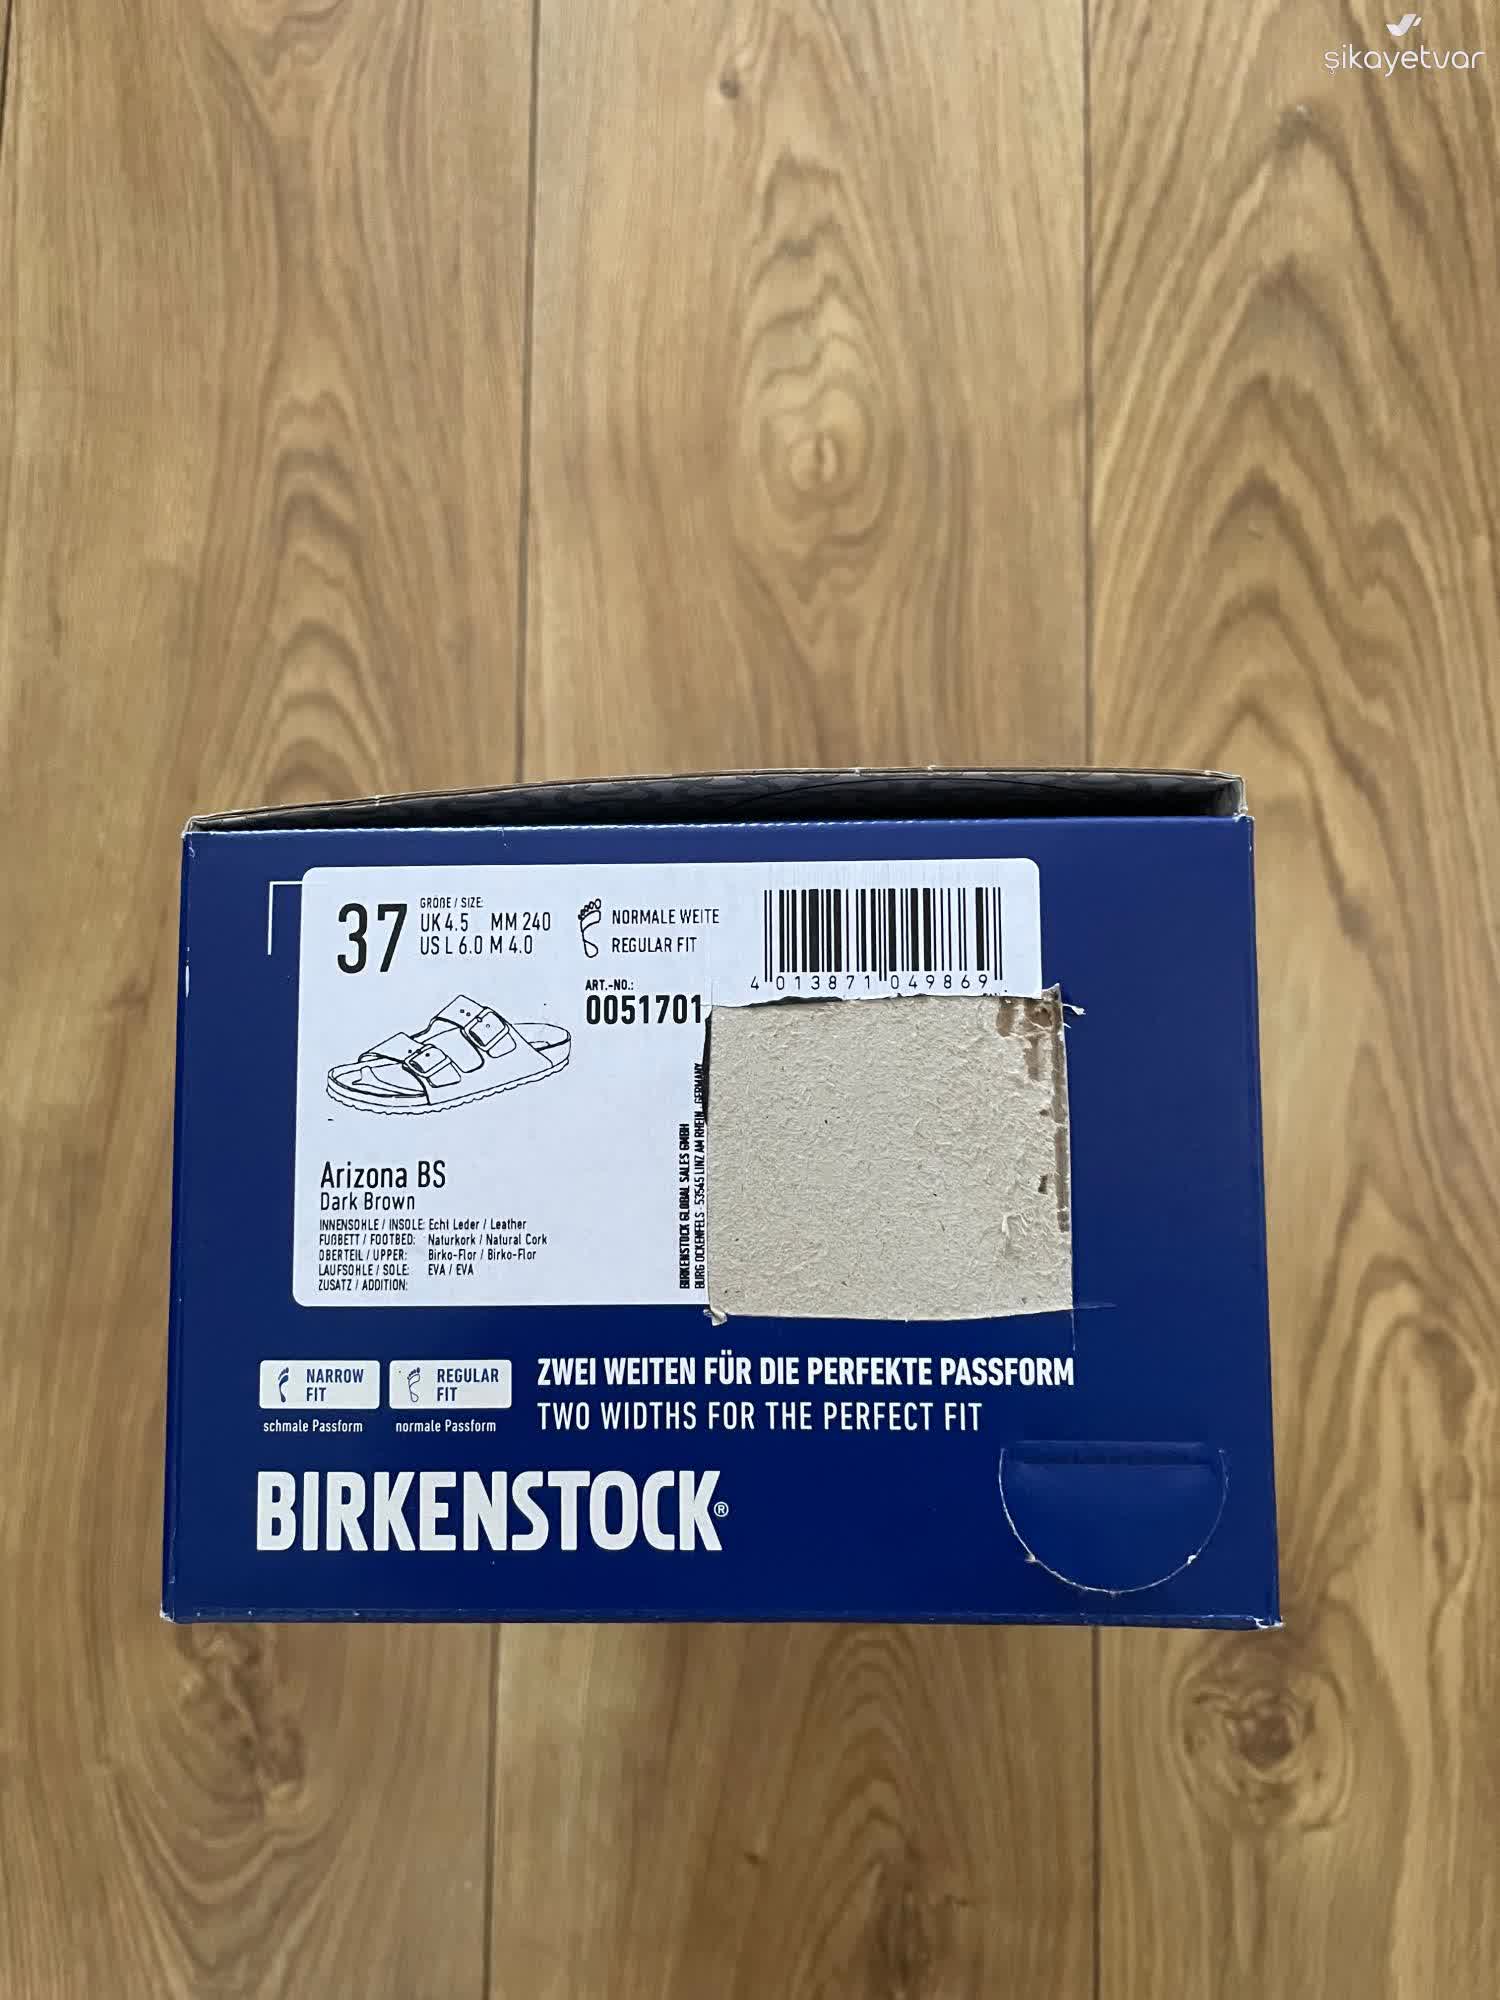 şikayetvar
37
GRÖßE / SIZE:
UK 4.5 MM 240
US L 6.0 M 4.0
NORMALE WEITE
REGULAR FIT
4 013871 049869
ART.-NO.:
0051701
Arizona BS
Dark Brown
INNENSOHLE / INSOLE: Echt Leder / Leather
FUßBETT / FOOTBED: Naturkork / Natural Cork
OBERTEIL / UPPER: Birko-Flor / Birko-Flor
LAUFSOHLE / SOLE: EVA / EVA
ZUSATZ / ADDITION:
BIRKENSTOCK GLOBAL SALES GMBH
BURG OCKENFELS · 53545 LINZ AM RHEIN · GERMANY
NARROW FIT
schmale Passform
REGULAR FIT
normale Passform
ZWEI WEITEN FÜR DIE PERFEKTE PASSFORM
TWO WIDTHS FOR THE PERFECT FIT
BIRKENSTOCK®